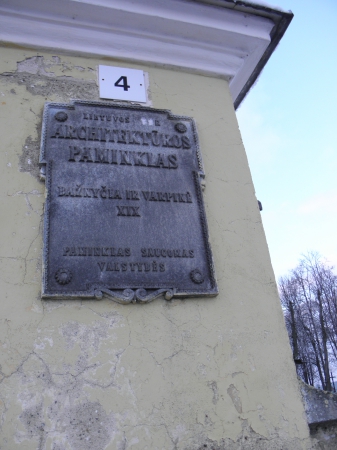 4
LIETUVOS
ARCHITEKTŪROS
PAMINKLAS
BAŽNYČIA IR VARPINĖ
XIX
PAMINKLAS SAUGOMAS
VALSTYBĖS